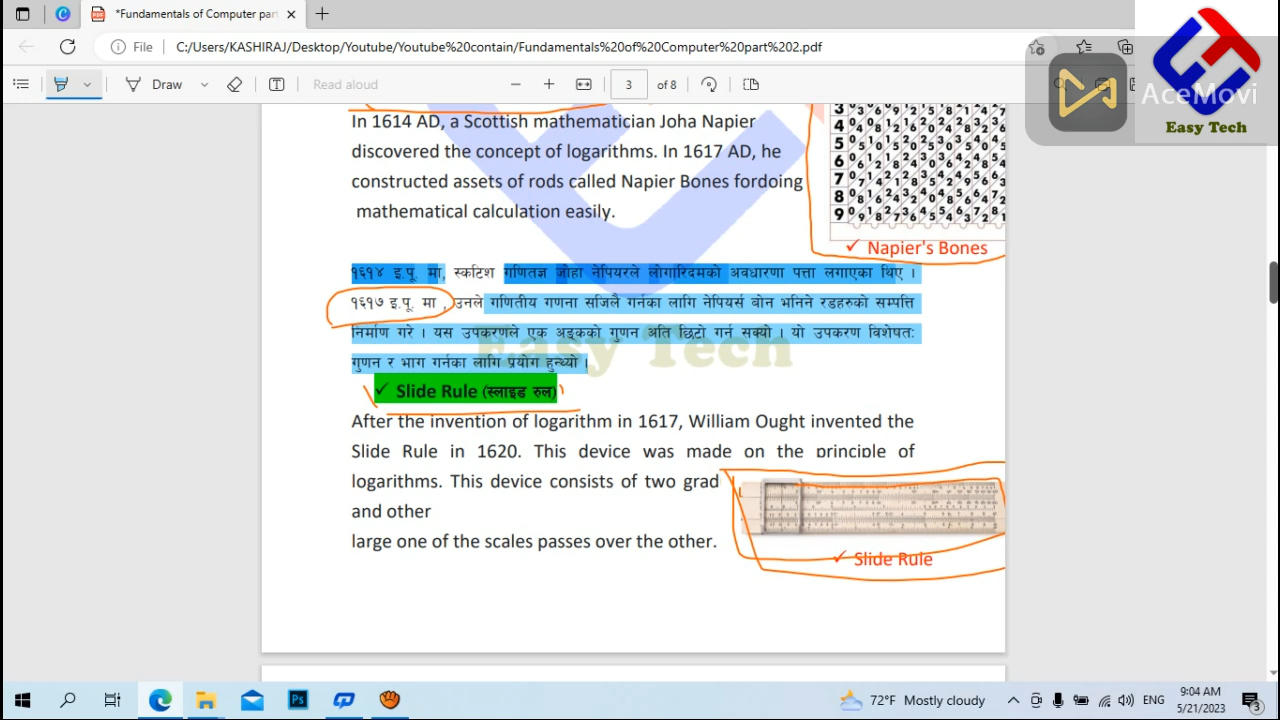 *Fundamentals of Computer part
File
C:/Users/KASHIRAJ/Desktop/Youtube/Youtube%20contain/Fundamentals%20of%20Computer%20part%202.pdf
Draw
Read aloud
3 of 8
AceMovi
Easy Tech
In 1614 AD, a Scottish mathematician Joha Napier
discovered the concept of logarithms. In 1617 AD, he
constructed assets of rods called Napier Bones fordoing
mathematical calculation easily.
✓ Napier's Bones
१६१४ इ.पू. मा, स्कटिश गणितज्ञ जोहा नेपियरले लोगारिदमको अवधारणा पत्ता लगाएका थिए ।
१६१७ इ.पू. मा , उनले गणितीय गणना सजिलै गर्नका लागि नेपियर्स बोन भनिने रडहरुको सम्पत्ति
निर्माण गरे । यस उपकरणले एक अङ्कको गुणन अति छिटो गर्न सक्यो । यो उपकरण विशेषतः
गुणन र भाग गर्नका लागि प्रयोग हुन्थ्यो ।
Easy Tech
✓ Slide Rule (स्लाइड रुल)
After the invention of logarithm in 1617, William Ought invented the
Slide Rule in 1620. This device was made on the principle of
logarithms. This device consists of two grad
and other
large one of the scales passes over the other.
✓ Slide Rule
72°F Mostly cloudy
ENG
9:04 AM
5/21/2023
3